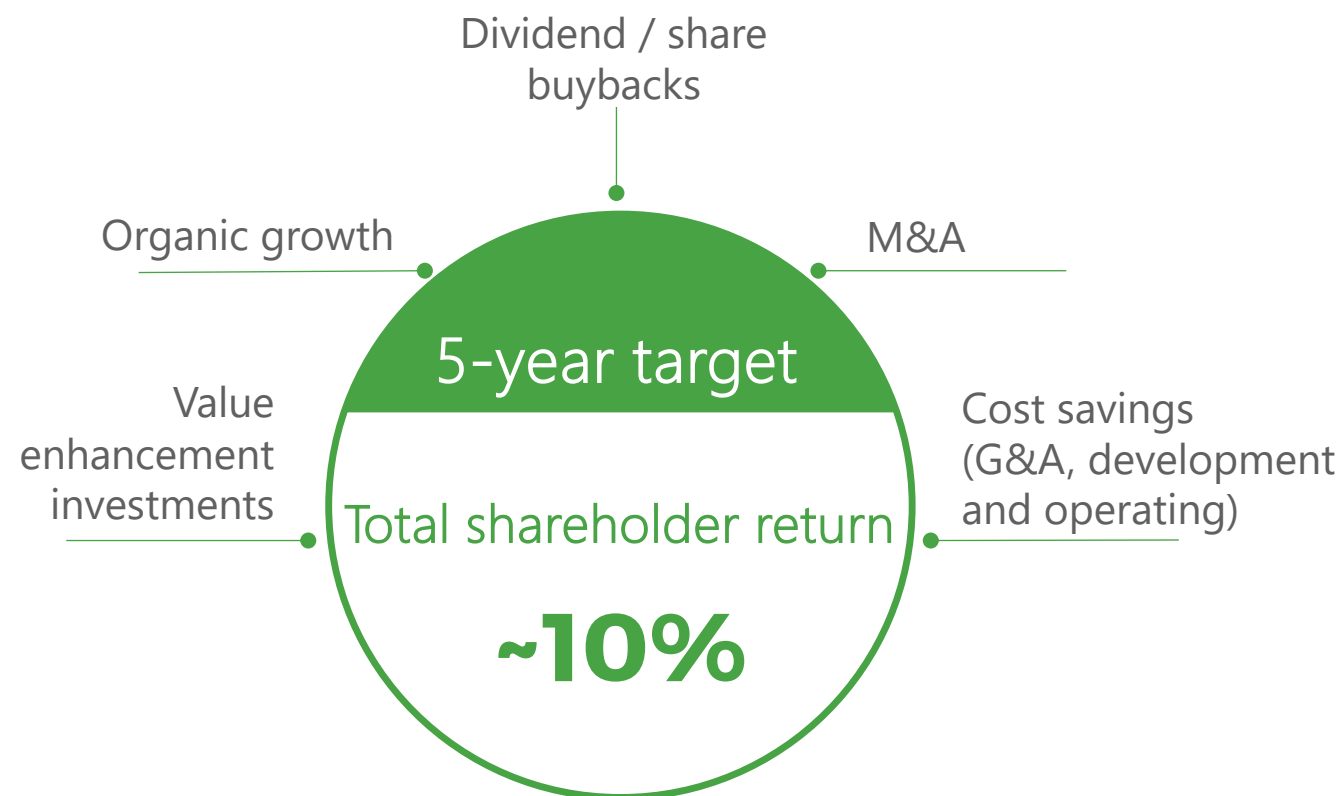 Dividend / share
buybacks
Organic growth
M&A
5-year target
Value
enhancement
investments
Cost savings
(G&A, development
and operating)
Total shareholder return
~10%